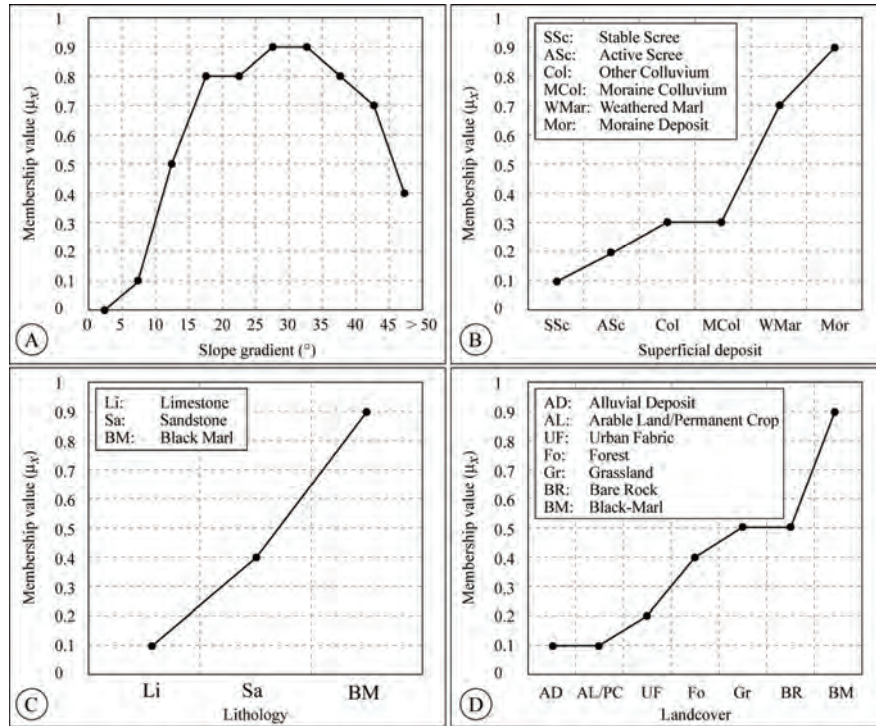 1
0.9
0.8
0.7
0.6
0.5
0.4
0.3
0.2
0.1
0
Membership value (μx)
0 5 10 15 20 25 30 35 40 45 > 50
A
Slope gradient (°)
1
0.9
0.8
0.7
0.6
0.5
0.4
0.3
0.2
0.1
0
Membership value (μx)
SSc: Stable Scree
ASc: Active Scree
Col: Other Colluvium
MCol: Moraine Colluvium
WMar: Weathered Marl
Mor: Moraine Deposit
SSc ASc Col MCol WMar Mor
B
Superficial deposit
1
0.9
0.8
0.7
0.6
0.5
0.4
0.3
0.2
0.1
0
Membership value (μx)
Li: Limestone
Sa: Sandstone
BM: Black Marl
Li Sa BM
C
Lithology
1
0.9
0.8
0.7
0.6
0.5
0.4
0.3
0.2
0.1
0
Membership value (μx)
AD: Alluvial Deposit
AL: Arable Land/Permanent Crop
UF: Urban Fabric
Fo: Forest
Gr: Grassland
BR: Bare Rock
BM: Black-Marl
AD AL/PC UF Fo Gr BR BM
D
Landcover